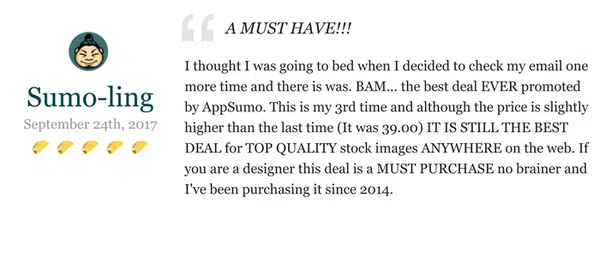 A MUST HAVE!!!
Sumo-ling
September 24th, 2017
I thought I was going to bed when I decided to check my email one
more time and there is was. BAM... the best deal EVER promoted
by AppSumo. This is my 3rd time and although the price is slightly
higher than the last time (It was 39.00) IT IS STILL THE BEST
DEAL for TOP QUALITY stock images ANYWHERE on the web. If
you are a designer this deal is a MUST PURCHASE no brainer and
I've been purchasing it since 2014.